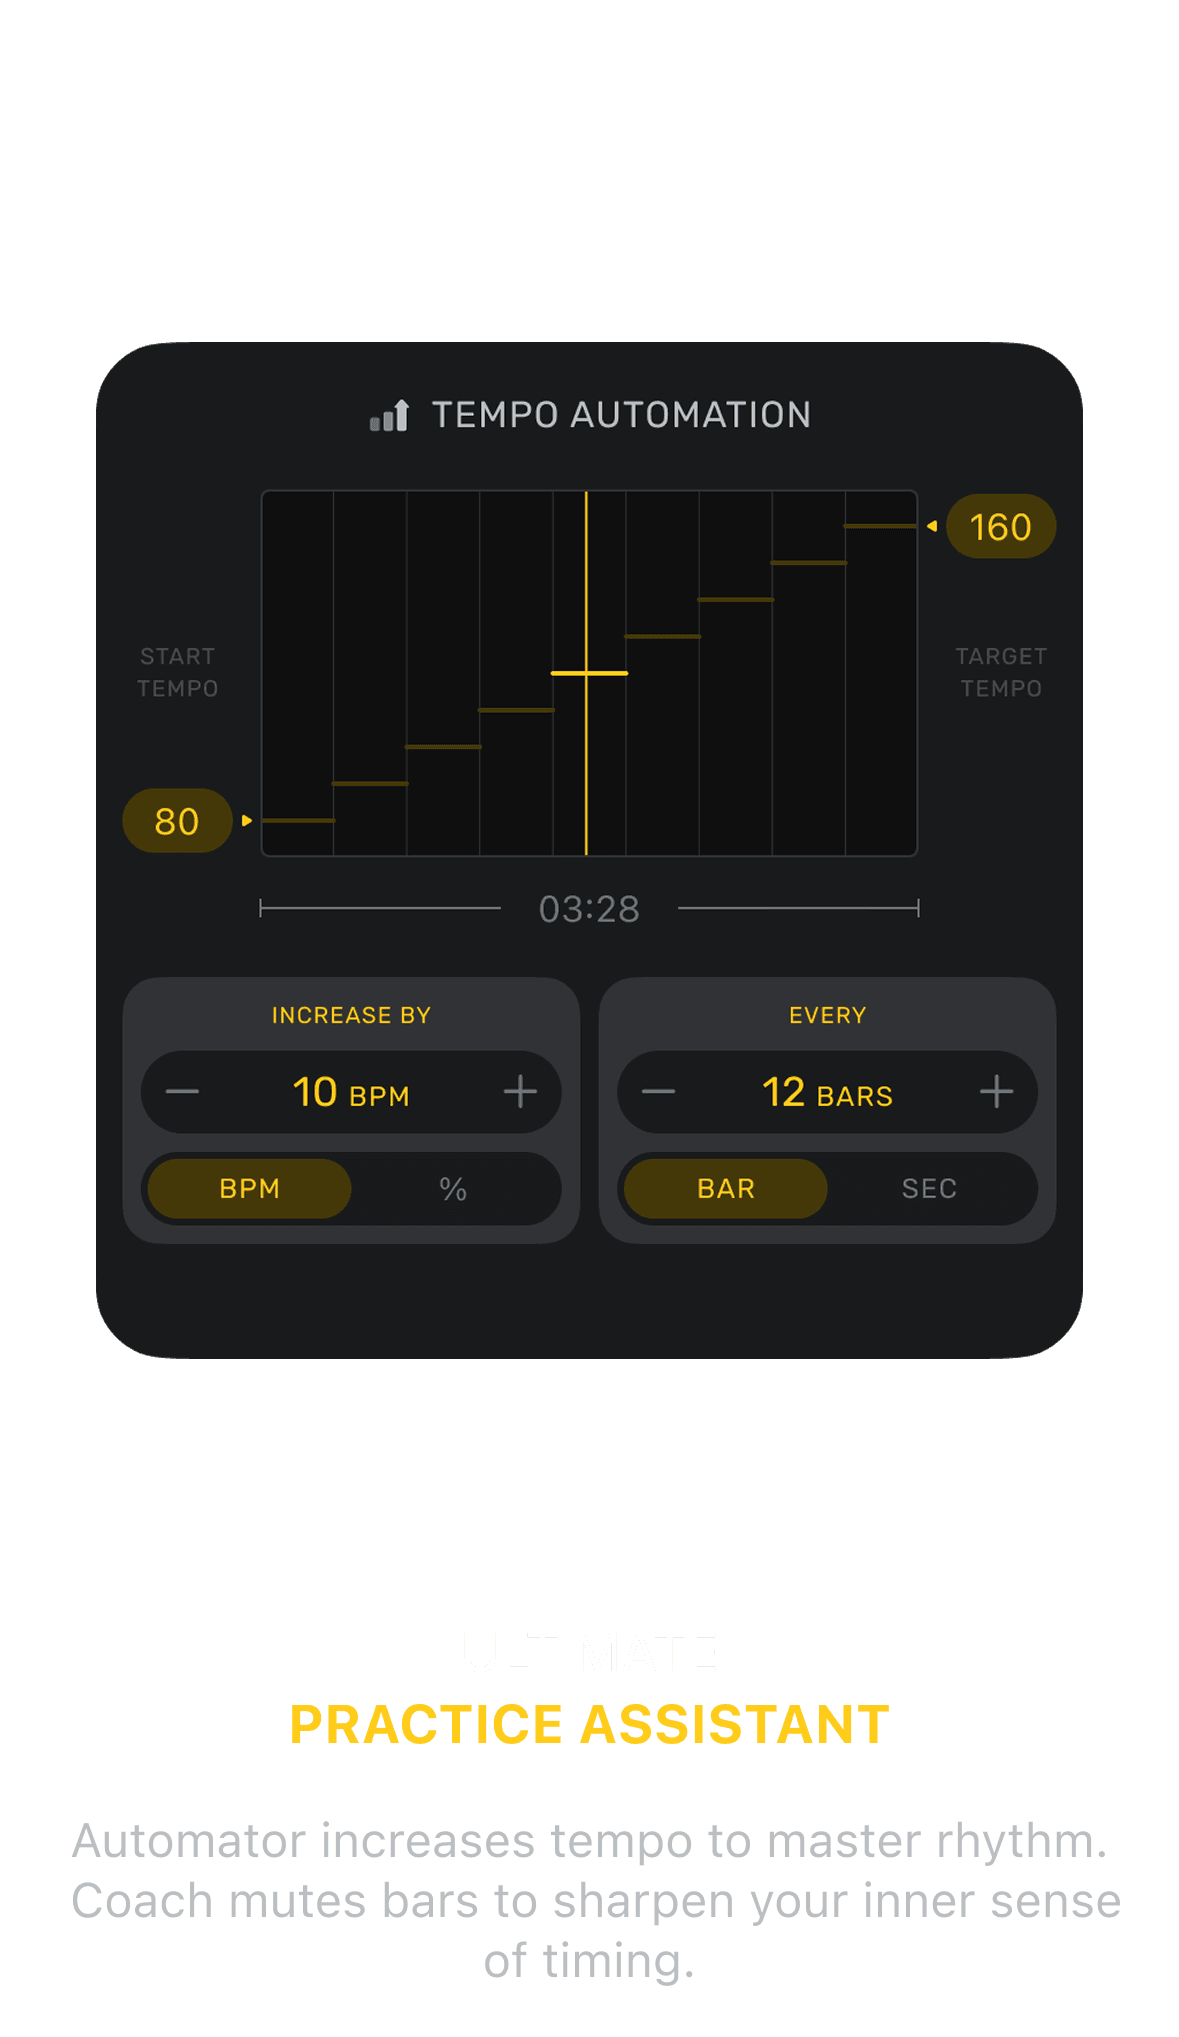 TEMPO AUTOMATION
160
START
TEMPO
TARGET
TEMPO
80
03:28
INCREASE BY
EVERY
10 BPM
12 BARS
BPM
%
BAR
SEC
ULTIMATE
PRACTICE ASSISTANT
Automator increases tempo to master rhythm.
Coach mutes bars to sharpen your inner sense
of timing.